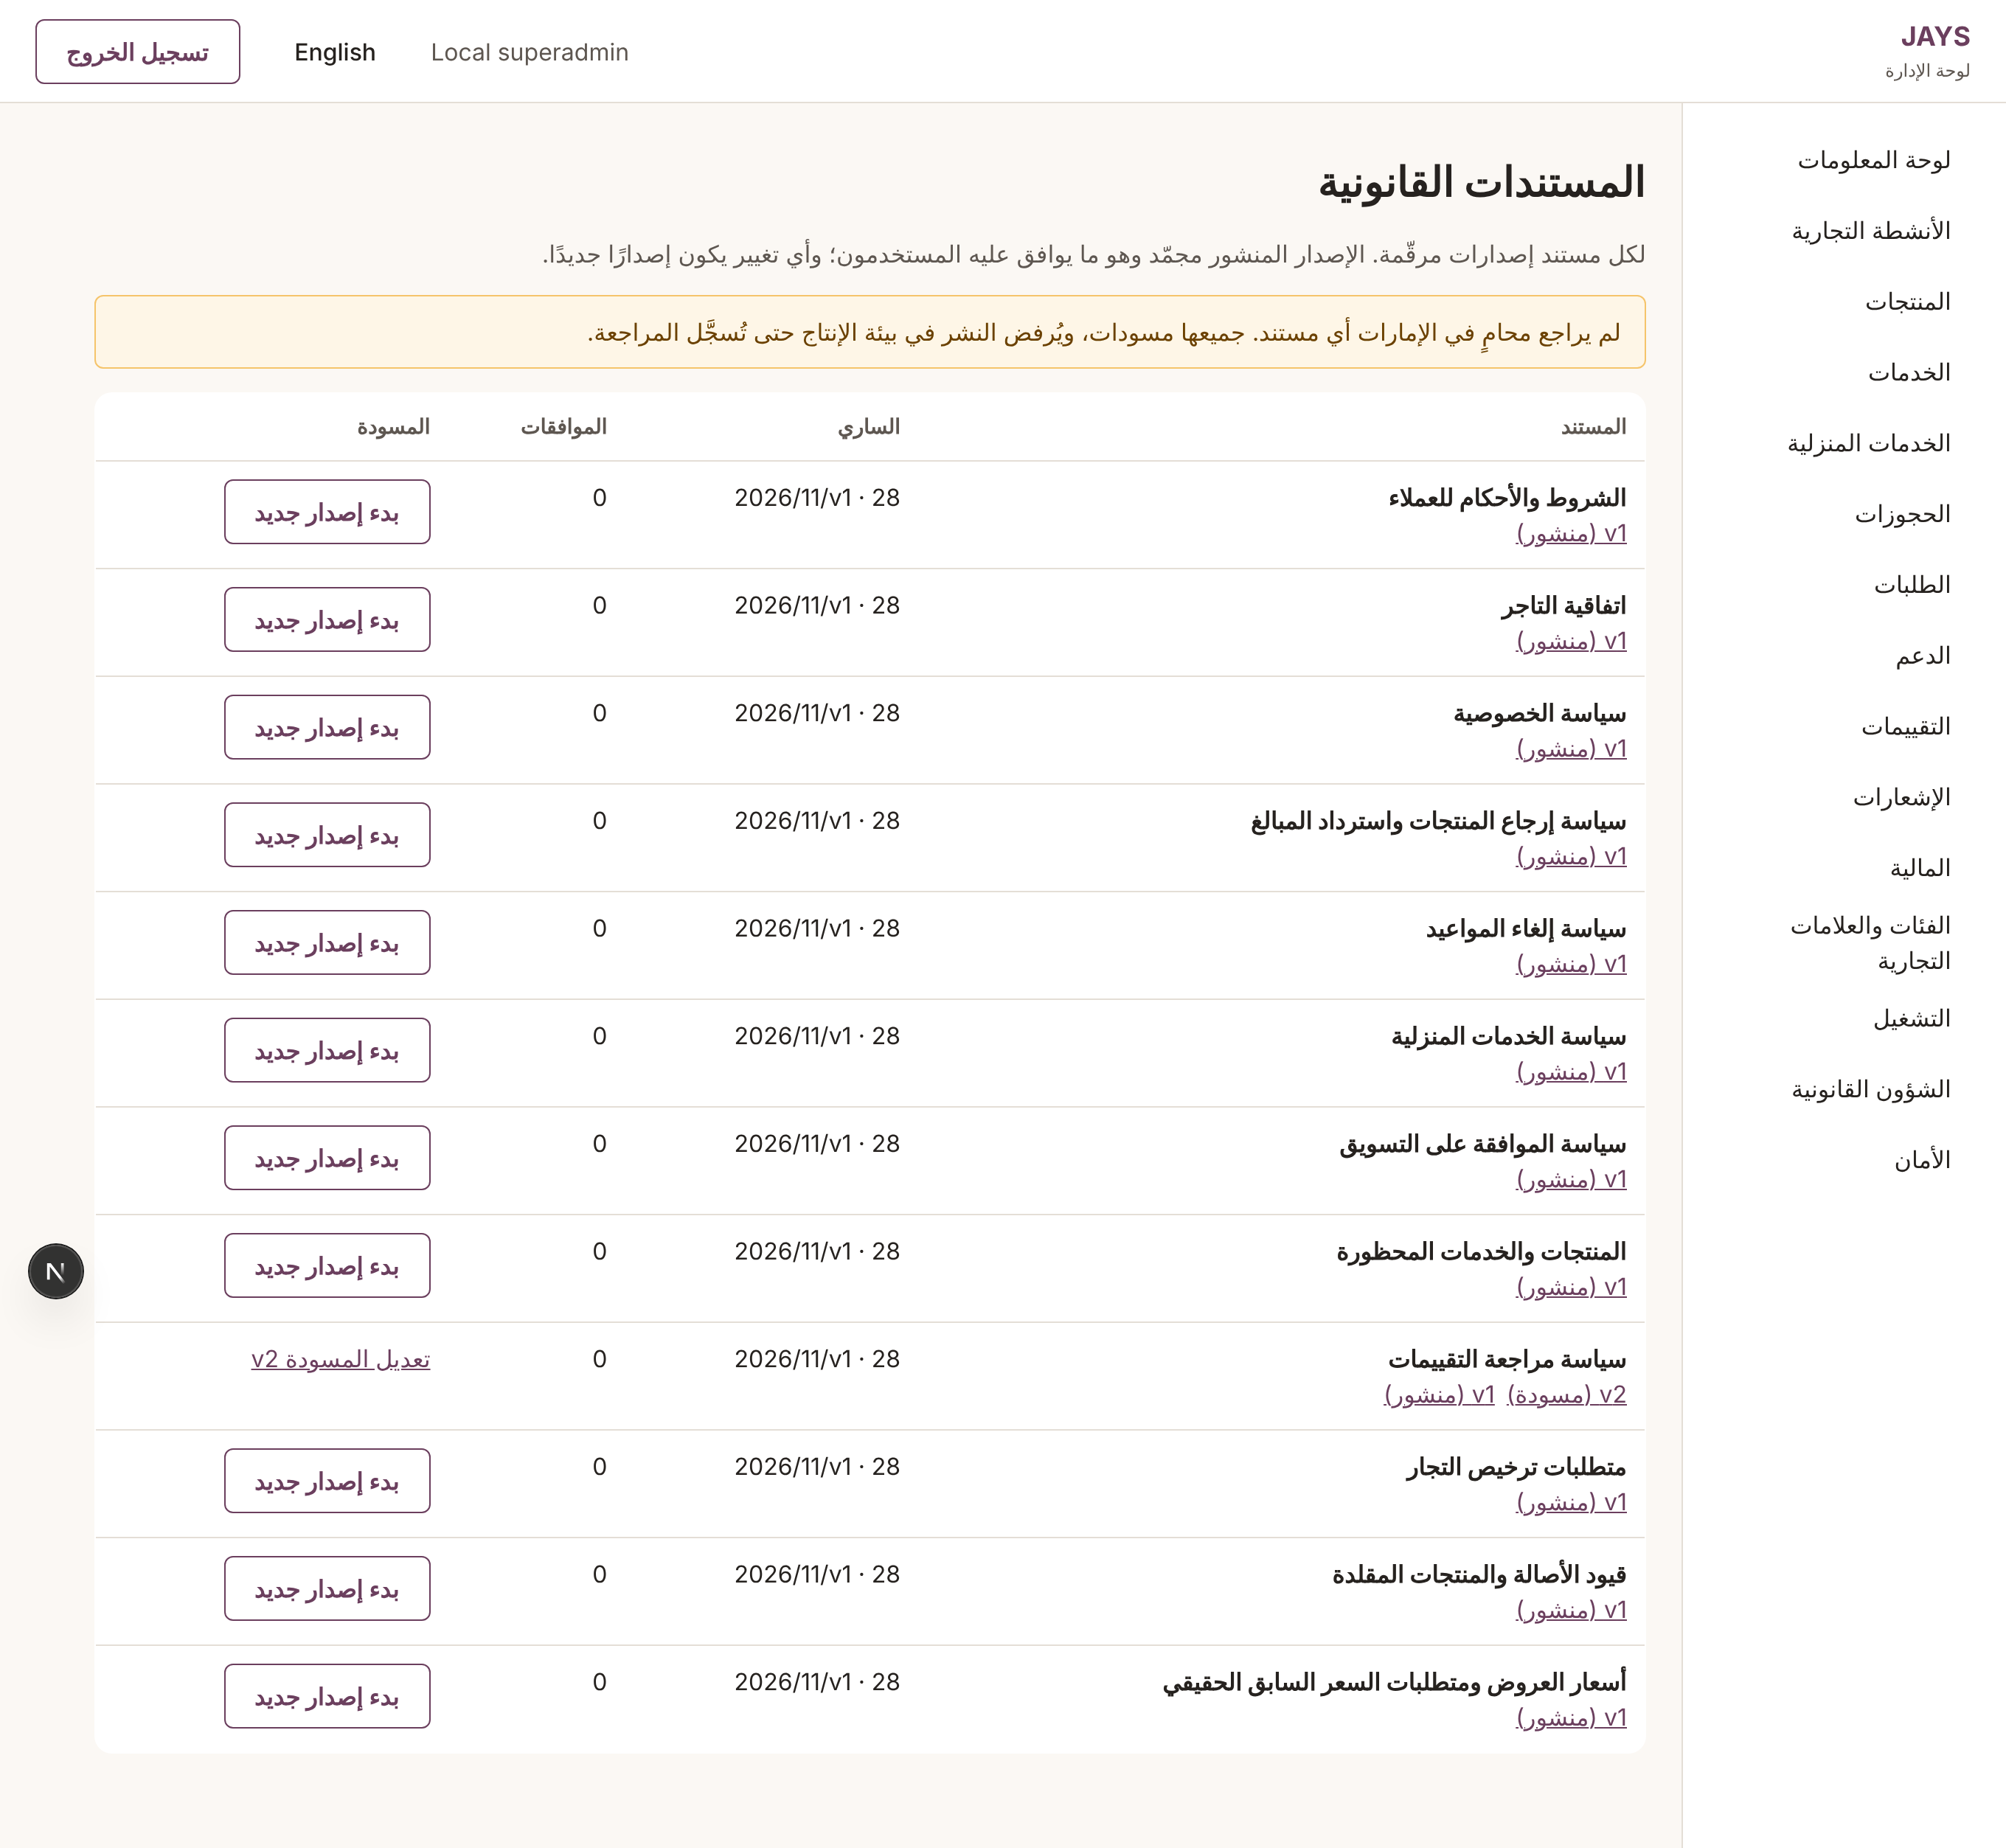 JAYS
لوحة الإدارة
Local superadmin
English
تسجيل الخروج
لوحة المعلومات
الأنشطة التجارية
المنتجات
الخدمات
الخدمات المنزلية
الحجوزات
الطلبات
الدعم
التقييمات
الإشعارات
المالية
الفئات والعلامات
التجارية
التشغيل
الشؤون القانونية
الأمان
المستندات القانونية
لكل مستند إصدارات مرقّمة. الإصدار المنشور مجمّد وهو ما يوافق عليه المستخدمون؛ وأي تغيير يكون إصدارًا جديدًا.
لم يراجع محامٍ في الإمارات أي مستند. جميعها مسودات، ويُرفض النشر في بيئة الإنتاج حتى تُسجَّل المراجعة.
المستند الساري الموافقات المسودة
الشروط والأحكام للعملاء 2026/11/v1 · 28 0 بدء إصدار جديد
v1 (منشور)
اتفاقية التاجر 2026/11/v1 · 28 0 بدء إصدار جديد
v1 (منشور)
سياسة الخصوصية 2026/11/v1 · 28 0 بدء إصدار جديد
v1 (منشور)
سياسة إرجاع المنتجات واسترداد المبالغ 2026/11/v1 · 28 0 بدء إصدار جديد
v1 (منشور)
سياسة إلغاء المواعيد 2026/11/v1 · 28 0 بدء إصدار جديد
v1 (منشور)
سياسة الخدمات المنزلية 2026/11/v1 · 28 0 بدء إصدار جديد
v1 (منشور)
سياسة الموافقة على التسويق 2026/11/v1 · 28 0 بدء إصدار جديد
v1 (منشور)
المنتجات والخدمات المحظورة 2026/11/v1 · 28 0 بدء إصدار جديد
v1 (منشور)
سياسة مراجعة التقييمات 2026/11/v1 · 28 0 تعديل المسودة v2
v2 (مسودة) v1 (منشور)
متطلبات ترخيص التجار 2026/11/v1 · 28 0 بدء إصدار جديد
v1 (منشور)
قيود الأصالة والمنتجات المقلدة 2026/11/v1 · 28 0 بدء إصدار جديد
v1 (منشور)
أسعار العروض ومتطلبات السعر السابق الحقيقي 2026/11/v1 · 28 0 بدء إصدار جديد
v1 (منشور)
N